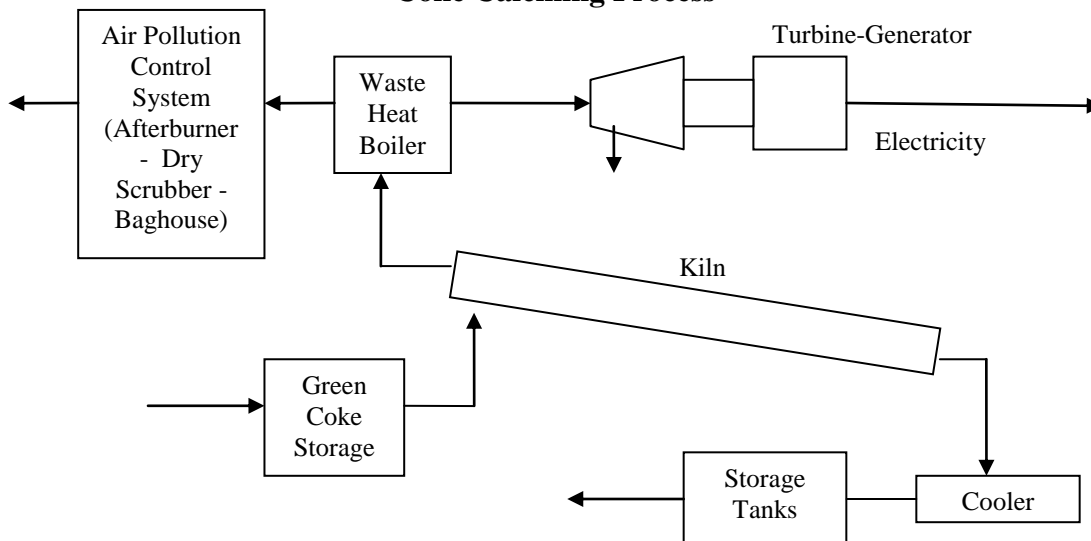 Coke Calcining Process
Air Pollution
Control
System
(Afterburner
- Dry
Scrubber -
Baghouse)
Waste
Heat
Boiler
Turbine-Generator
Electricity
Kiln
Green
Coke
Storage
Storage
Tanks
Cooler